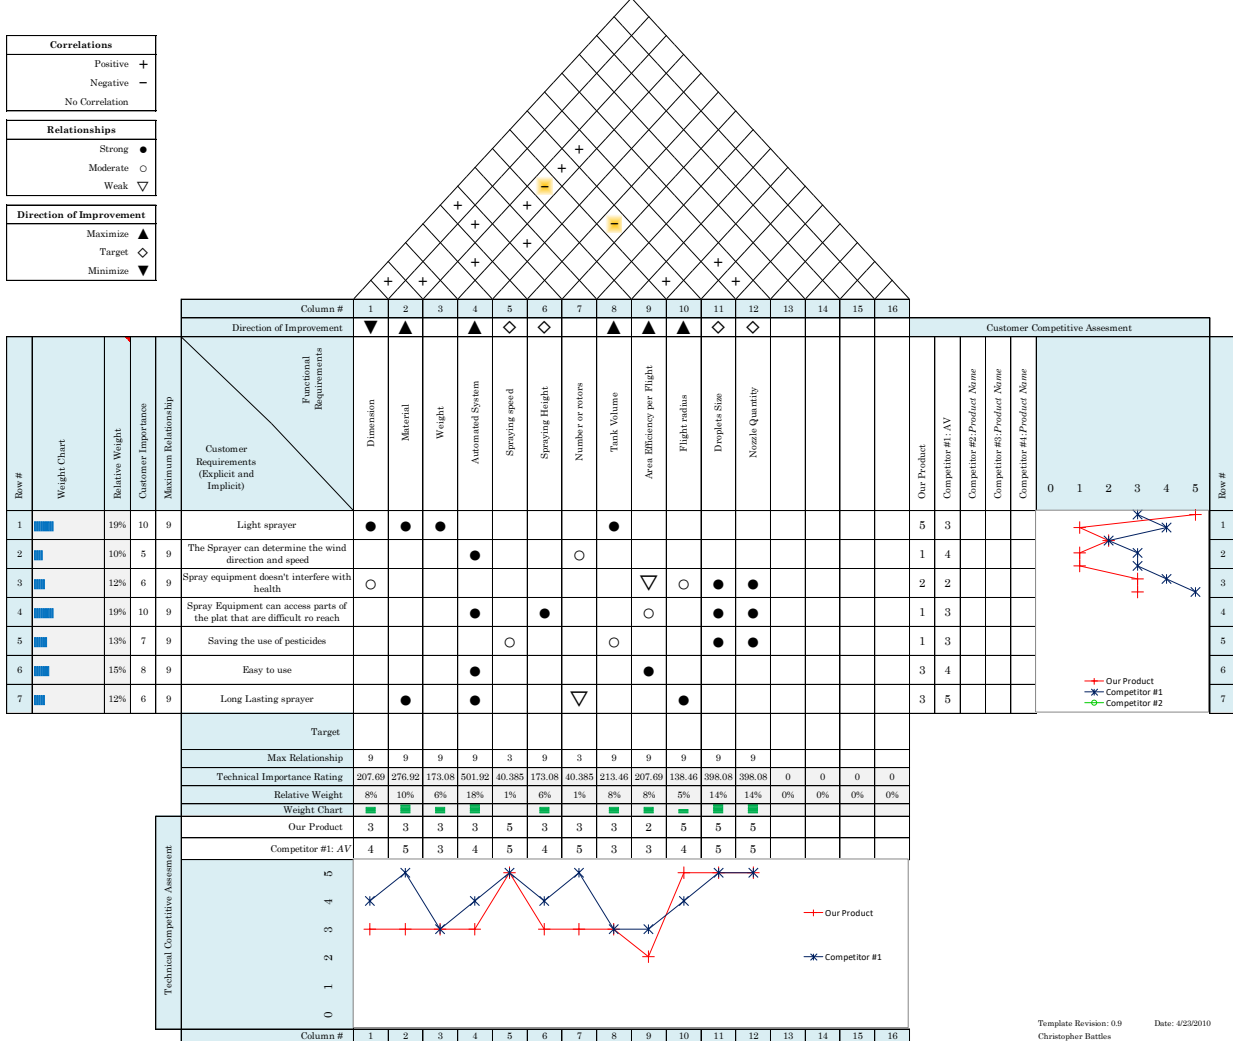 Correlations
Positive +
Negative −
No Correlation
Relationships
Strong ●
Moderate ○
Weak ▽
Direction of Improvement
Maximize ▲
Target ◇
Minimize ▼
Column # 1 2 3 4 5 6 7 8 9 10 11 12 13 14 15 16
Direction of Improvement ▼ ▲ ▲ ◇ ◇ ▲ ▲ ▲ ◇ ◇
Customer Competitive Assesment
Row #
Weight Chart
Relative Weight
Customer Importance
Maximum Relationship
Functional
Requirements
Customer
Requirements
(Explicit and
Implicit)
Dimension
Material
Weight
Automated System
Spraying speed
Spraying Height
Number or rotors
Tank Volume
Area Efficiency per Flight
Flight radius
Droplets Size
Nozzle Quantity
Our Product
Competitor #1: AV
Competitor #2:Product Name
Competitor #3:Product Name
Competitor #4:Product Name
0 1 2 3 4 5
Row #
1 19% 10 9 Light sprayer ● ● ● ● 5 3 1
2 10% 5 9 The Sprayer can determine the wind
direction and speed ● ○ 1 4 2
3 12% 6 9 Spray equipment doesn't interfere with
health ○ ▽ ○ ● ● 2 2 3
4 19% 10 9 Spray Equipment can access parts of
the plat that are difficult ro reach ● ● ○ ● ● 1 3 4
5 13% 7 9 Saving the use of pesticides ○ ○ ● ● 1 3 5
6 15% 8 9 Easy to use ● ● 3 4 6
7 12% 6 9 Long Lasting sprayer ● ● ▽ ● 3 5 7
Our Product
Competitor #1
Competitor #2
Target
Max Relationship 9 9 9 9 3 9 3 9 9 9 9 9
Technical Importance Rating 207.69 276.92 173.08 501.92 40.385 173.08 40.385 213.46 207.69 138.46 398.08 398.08 0 0 0 0
Relative Weight 8% 10% 6% 18% 1% 6% 1% 8% 8% 5% 14% 14% 0% 0% 0% 0%
Weight Chart
Technical Competitive Assesment
Our Product 3 3 3 3 5 3 3 3 2 5 5 5
Competitor #1: AV 4 5 3 4 5 4 5 3 3 4 5 5
5
4
3
2
1
0
Our Product
Competitor #1
Column # 1 2 3 4 5 6 7 8 9 10 11 12 13 14 15 16
Template Revision: 0.9 Date: 4/23/2010
Christopher Battles